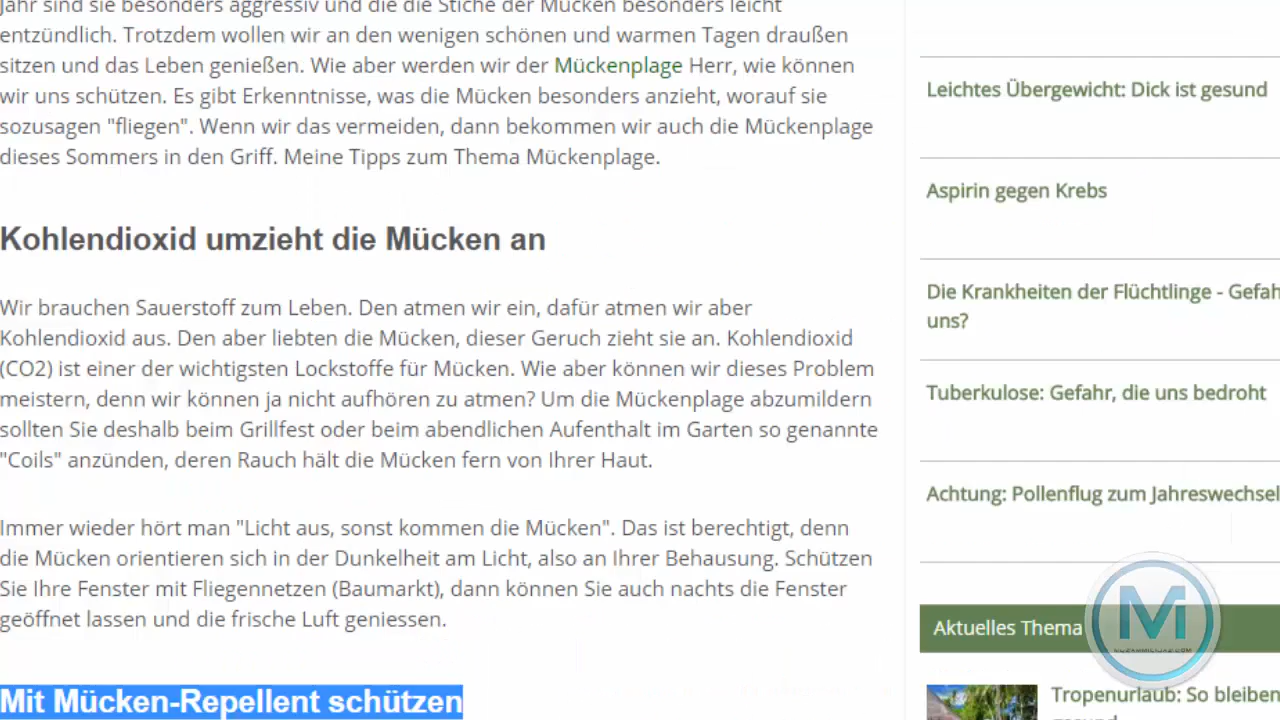 Jahr sind sie besonders aggressiv und die die Stiche der Mücken besonders leicht
entzündlich. Trotzdem wollen wir an den wenigen schönen und warmen Tagen draußen
sitzen und das Leben genießen. Wie aber werden wir der Mückenplage Herr, wie können
wir uns schützen. Es gibt Erkenntnisse, was die Mücken besonders anzieht, worauf sie
sozusagen "fliegen". Wenn wir das vermeiden, dann bekommen wir auch die Mückenplage
dieses Sommers in den Griff. Meine Tipps zum Thema Mückenplage.
Kohlendioxid umzieht die Mücken an
Wir brauchen Sauerstoff zum Leben. Den atmen wir ein, dafür atmen wir aber
Kohlendioxid aus. Den aber liebten die Mücken, dieser Geruch zieht sie an. Kohlendioxid
(CO2) ist einer der wichtigsten Lockstoffe für Mücken. Wie aber können wir dieses Problem
meistern, denn wir können ja nicht aufhören zu atmen? Um die Mückenplage abzumildern
sollten Sie deshalb beim Grillfest oder beim abendlichen Aufenthalt im Garten so genannte
"Coils" anzünden, deren Rauch hält die Mücken fern von Ihrer Haut.
Immer wieder hört man "Licht aus, sonst kommen die Mücken". Das ist berechtigt, denn
die Mücken orientieren sich in der Dunkelheit am Licht, also an Ihrer Behausung. Schützen
Sie Ihre Fenster mit Fliegennetzen (Baumarkt), dann können Sie auch nachts die Fenster
geöffnet lassen und die frische Luft geniessen.
Mit Mücken-Repellent schützen
Leichtes Übergewicht: Dick ist gesund
Aspirin gegen Krebs
Die Krankheiten der Flüchtlinge - Gefah
uns?
Tuberkulose: Gefahr, die uns bedroht
Achtung: Pollenflug zum Jahreswechsel
Aktuelles Thema
Tropenurlaub: So bleiben
gesund